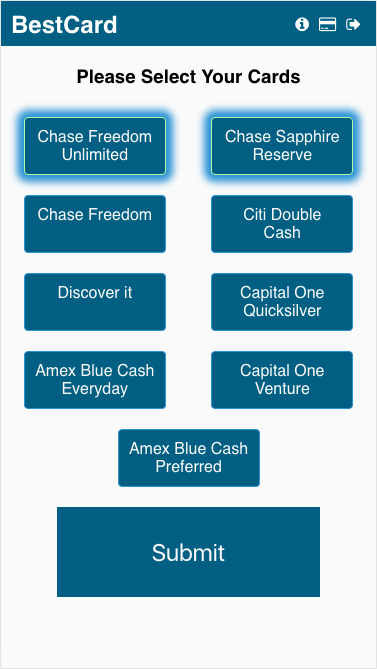 BestCard
Please Select Your Cards
Chase Freedom
Unlimited
Chase Sapphire
Reserve
Chase Freedom
Citi Double
Cash
Discover it
Capital One
Quicksilver
Amex Blue Cash
Everyday
Capital One
Venture
Amex Blue Cash
Preferred
Submit